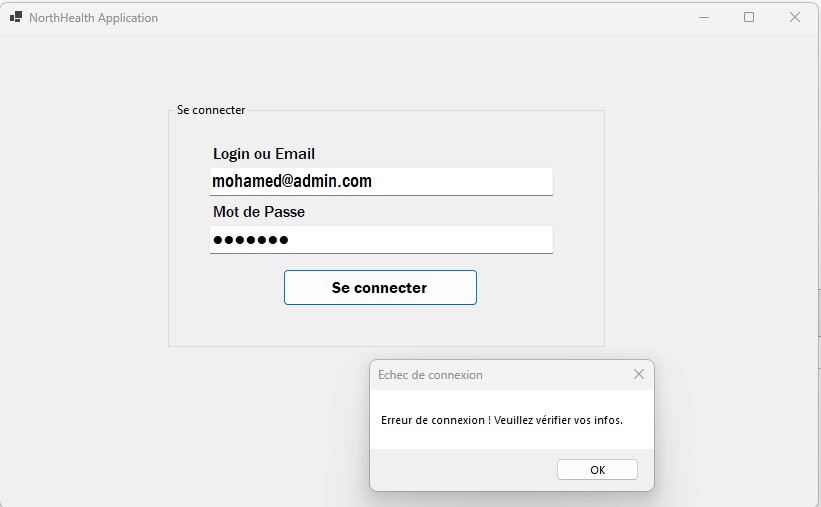 NorthHealth Application
Se connecter
Login ou Email
mohamed@admin.com
Mot de Passe
●●●●●●●
Se connecter
Echec de connexion
Erreur de connexion ! Veuillez vérifier vos infos.
OK